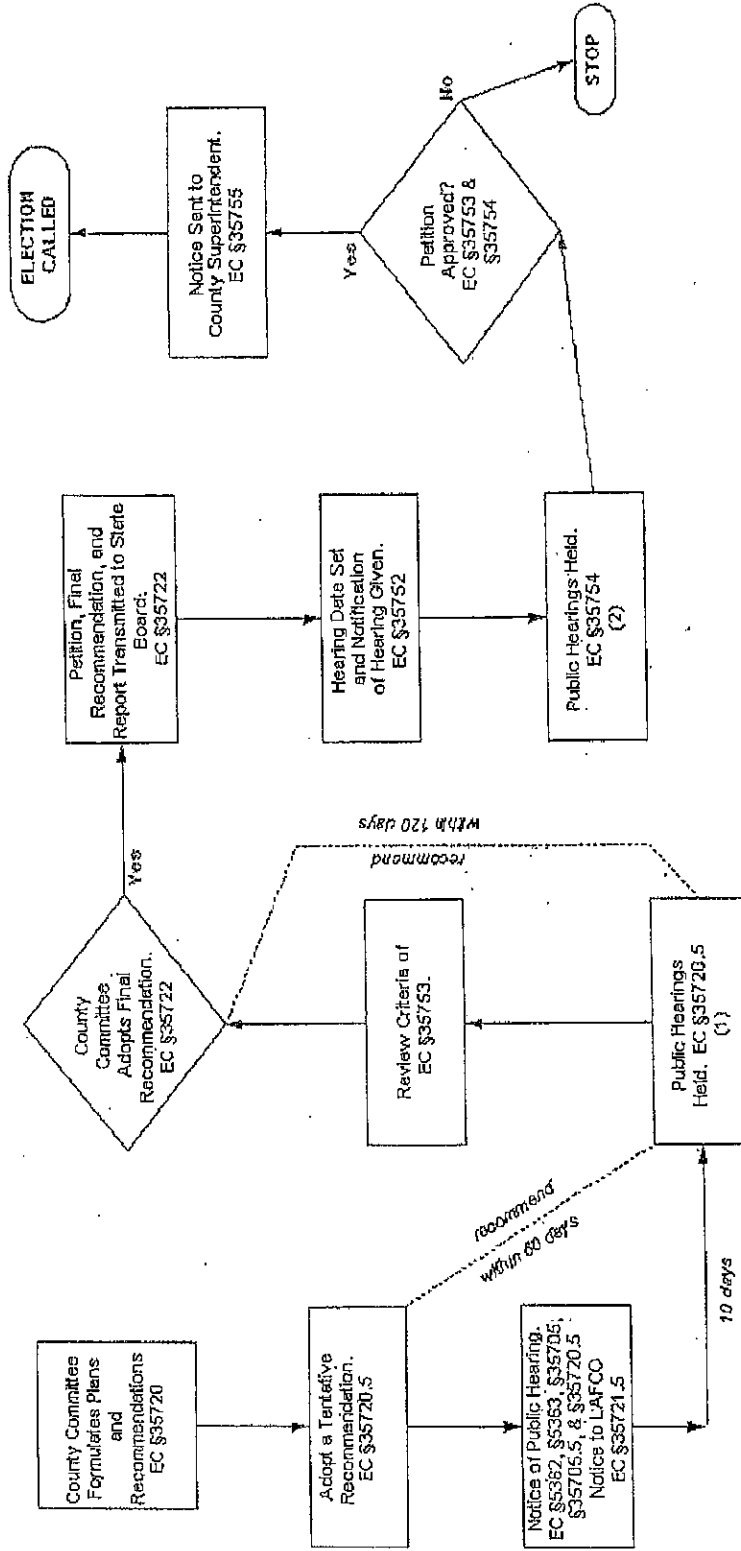 County Committee
Formulates Plans
and
Recommendations
EC §35720
Adopt a Tentative
Recommendation.
EC §35720.5
recommend
within 60 days
Notice of Public Hearing.
EC §5362, §5363, §35705,
§35705.5, & §35720.5
Notice to LAFCO
EC §35721.5
10 days
Public Hearings
Held. EC §35720.5
(1)
Review Criteria of
EC §35753.
recommend
within 120 days
County
Committee
Adopts Final
Recommendation.
EC §35722
Yes
Petition, Final
Recommendation, and
Report Transmitted to State
Board.
EC §35722
Hearing Date Set
and Notification
of Hearing Given.
EC §35752
Public Hearings Held.
EC §35754
(2)
Petition
Approved?
EC §35753 &
§35754
No
STOP
Yes
Notice Sent to
County Superintendent.
EC §35755
ELECTION
CALLED